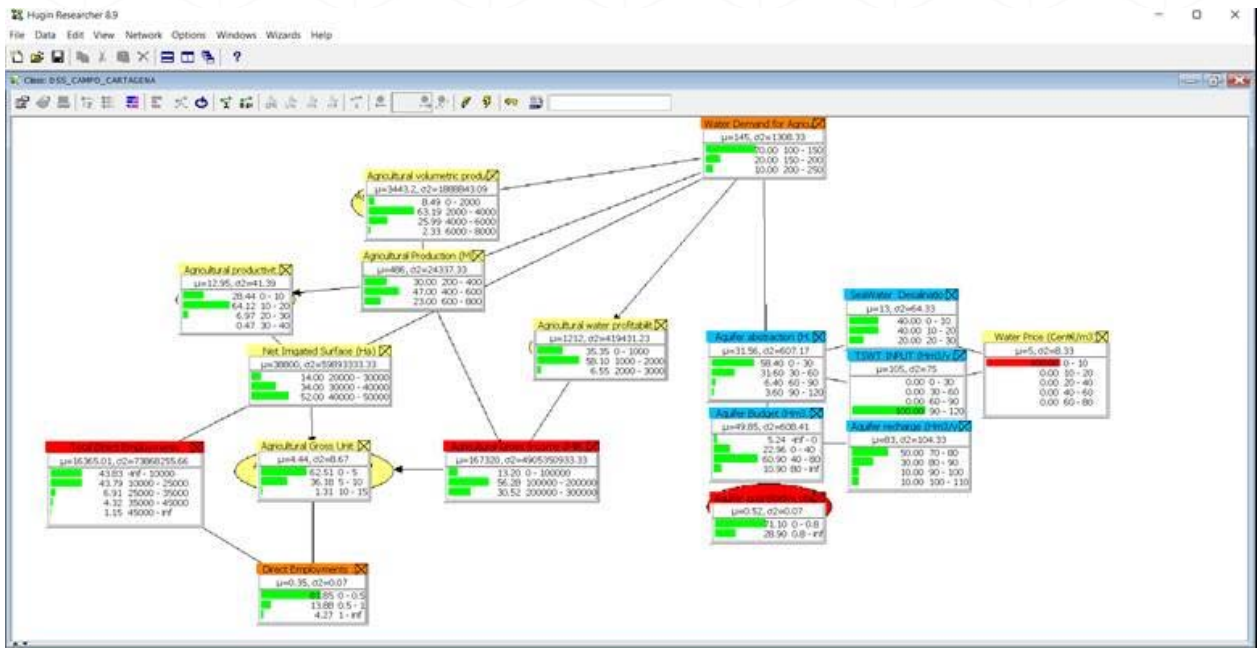 Hugin Researcher 8.9
File Data Edit View Network Options Windows Wizards Help
Class: DSS_CAMPO_CARTAGENA
Water Demand for Agricu
μ=145, σ2=1308.33
70.00 100 - 150
20.00 150 - 200
10.00 200 - 250
Agricultural volumetric produ
μ=3443.2, σ2=1888843.09
8.49 0 - 2000
63.19 2000 - 4000
25.99 4000 - 6000
2.33 6000 - 8000
Agricultural Production (M
μ=486, σ2=24337.33
30.00 200 - 400
47.00 400 - 600
23.00 600 - 800
Agricultural productivit
μ=12.95, σ2=41.39
28.44 0 - 10
64.12 10 - 20
6.97 20 - 30
0.47 30 - 40
SeaWater Desalinatio
μ=13, σ2=64.33
40.00 0 - 10
40.00 10 - 20
20.00 20 - 30
Agricultural water profitabilit
μ=1212, σ2=419431.23
35.35 0 - 1000
58.10 1000 - 2000
6.55 2000 - 3000
Aquifer abstraction (H
μ=31.56, σ2=607.17
58.40 0 - 30
31.60 30 - 60
6.40 60 - 90
3.60 90 - 120
Water Price (Cent€/m3
μ=5, σ2=8.33
0 - 10
0.00 10 - 20
0.00 20 - 40
0.00 40 - 60
0.00 60 - 80
TSWT INPUT (Hm3/y
μ=105, σ2=75
0.00 0 - 30
0.00 30 - 60
0.00 60 - 90
100.00 90 - 120
Net Irrigated Surface (Ha)
μ=38800, σ2=59893333.33
14.00 20000 - 30000
34.00 30000 - 40000
52.00 40000 - 50000
Aquifer Budget (Hm3
μ=49.85, σ2=608.41
5.24 -inf - 0
22.96 0 - 40
60.90 40 - 80
10.90 80 - inf
Aquifer recharge (Hm3/y
μ=83, σ2=104.33
50.00 70 - 80
30.00 80 - 90
10.00 90 - 100
10.00 100 - 110
Total Direct Employments
μ=16365.01, σ2=73868255.66
43.83 -inf - 10000
43.79 10000 - 25000
6.91 25000 - 35000
4.32 35000 - 45000
1.15 45000 - inf
Agricultural Gross Unit
μ=4.44, σ2=8.67
62.51 0 - 5
36.18 5 - 10
1.31 10 - 15
Agricultural Gross
μ=167320, σ2=4905350933.33
13.20 0 - 100000
56.28 100000 - 200000
30.52 200000 - 300000
Aquifer
μ=0.52, σ2=0.07
71.10 0 - 0.8
28.90 0.8 - inf
Direct Employments
μ=0.35, σ2=0.07
81.85 0 - 0.5
13.88 0.5 - 1
4.27 1 - inf